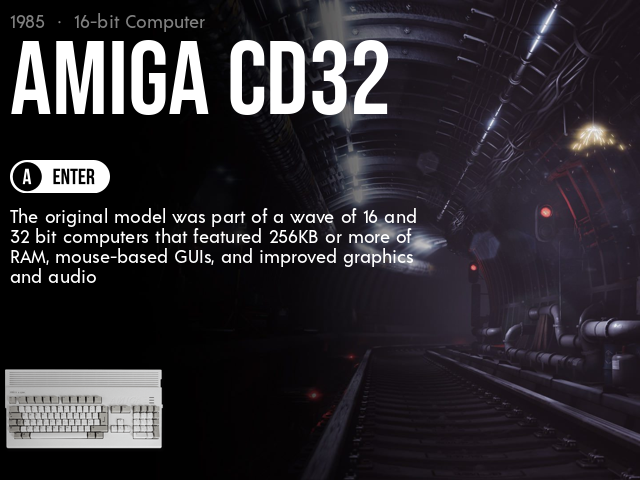 1985 · 16-bit Computer
AMIGA CD32
A ENTER
The original model was part of a wave of 16 and
32 bit computers that featured 256KB or more of
RAM, mouse-based GUIs, and improved graphics
and audio